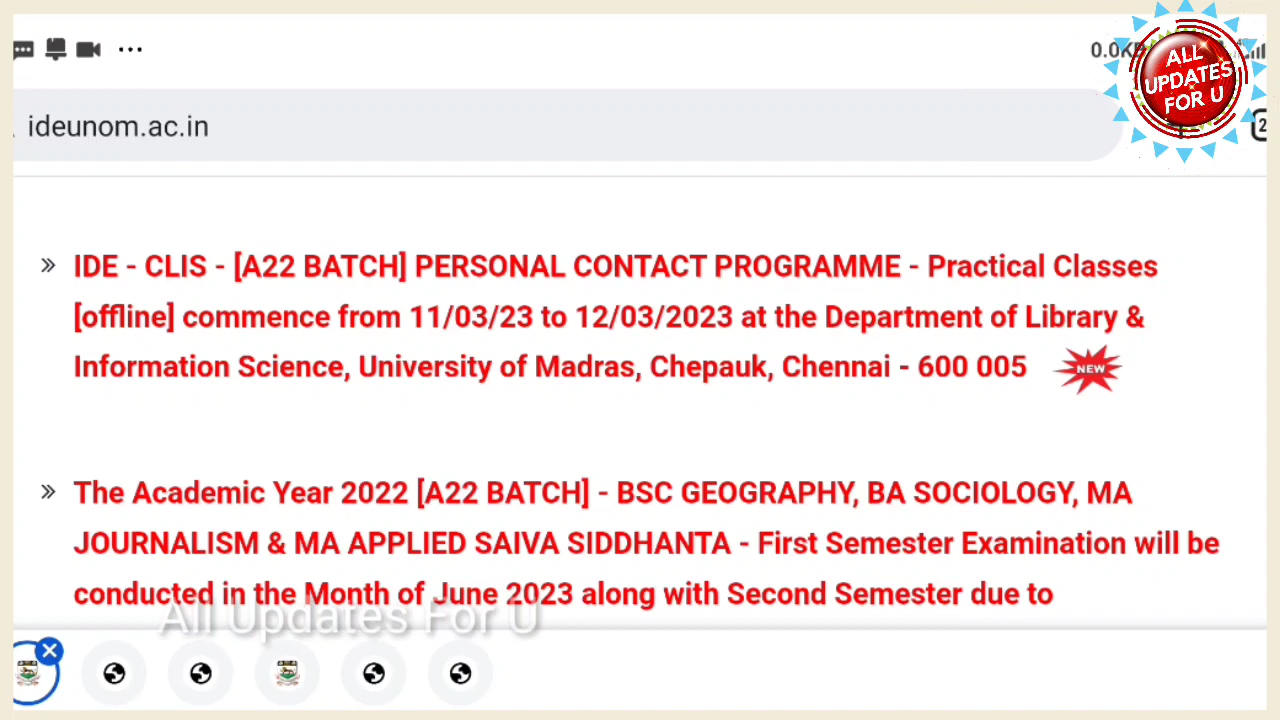 0.0K
ALL
UPDATES
FOR U
ideunom.ac.in
2
IDE - CLIS - [A22 BATCH] PERSONAL CONTACT PROGRAMME - Practical Classes
[offline] commence from 11/03/23 to 12/03/2023 at the Department of Library &
Information Science, University of Madras, Chepauk, Chennai - 600 005 NEW
The Academic Year 2022 [A22 BATCH] - BSC GEOGRAPHY, BA SOCIOLOGY, MA
JOURNALISM & MA APPLIED SAIVA SIDDHANTA - First Semester Examination will be
conducted in the Month of June 2023 along with Second Semester due to
All Updates For U